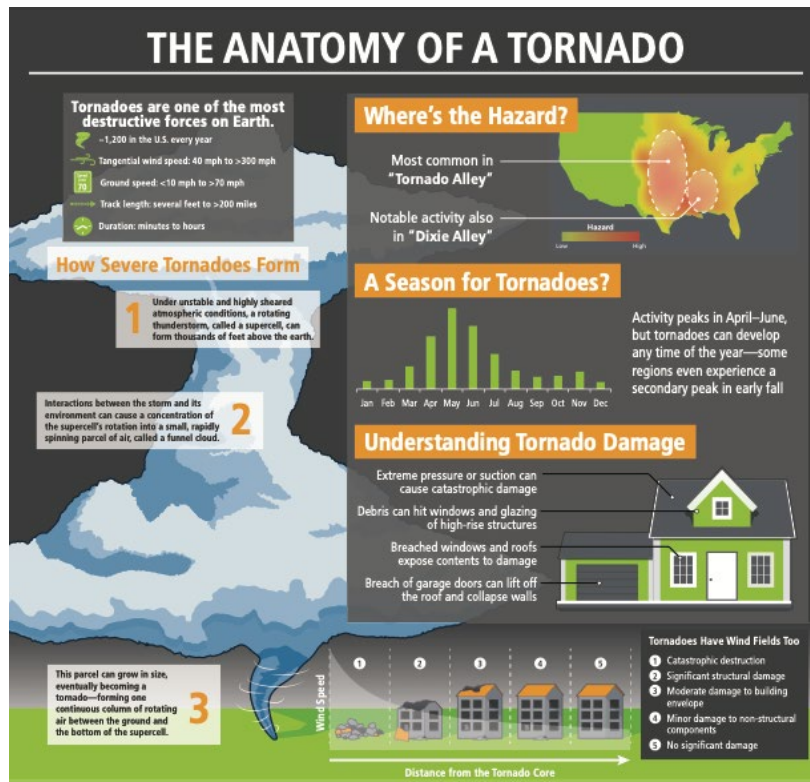 THE ANATOMY OF A TORNADO
Tornadoes are one of the most
destructive forces on Earth.
~1,200 in the U.S. every year
Tangential wind speed: 40 mph to >300 mph
70
Ground speed: <10 mph to >70 mph
Track length: several feet to >200 miles
Duration: minutes to hours
How Severe Tornadoes Form
1
Under unstable and highly sheared
atmospheric conditions, a rotating
thunderstorm, called a supercell, can
form thousands of feet above the earth.
Interactions between the storm and its
environment can cause a concentration of
the supercell's rotation into a small, rapidly
spinning parcel of air, called a funnel cloud.
2
This parcel can grow in size,
eventually becoming a
tornado—forming one
continuous column of rotating
air between the ground and
the bottom of the supercell.
3
Where's the Hazard?
Most common in
"Tornado Alley"
Notable activity also
in "Dixie Alley"
Hazard
Low High
A Season for Tornadoes?
Jan Feb Mar Apr May Jun Jul Aug Sep Oct Nov Dec
Activity peaks in April–June,
but tornadoes can develop
any time of the year—some
regions even experience a
secondary peak in early fall
Understanding Tornado Damage
Extreme pressure or suction can
cause catastrophic damage
Debris can hit windows and glazing
of high-rise structures
Breached windows and roofs
expose contents to damage
Breach of garage doors can lift off
the roof and collapse walls
Wind Speed
1 2 3 4 5
Distance from the Tornado Core
Tornadoes Have Wind Fields Too
1 Catastrophic destruction
2 Significant structural damage
3 Moderate damage to building
envelope
4 Minor damage to non-structural
components
5 No significant damage